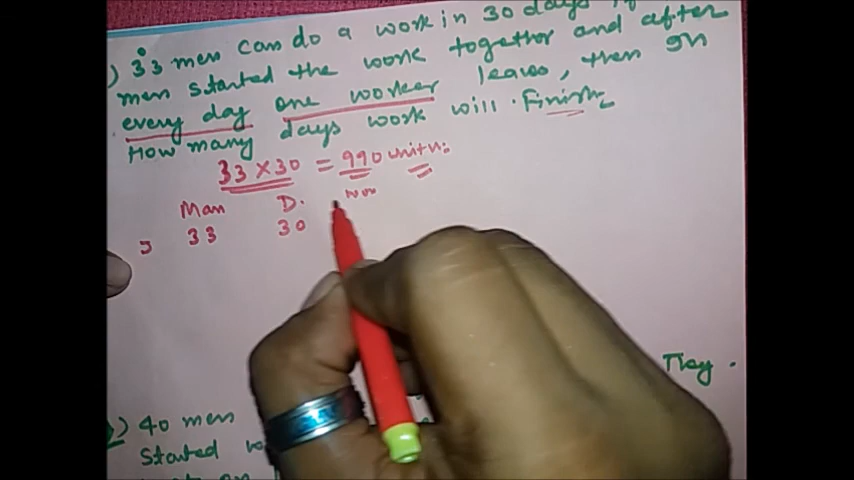 ) 33 men can do a work in 30 days
men started the work together and after
every day one worker leaves, then in
How many days work will finish
33 × 30 = 990 units
Man D.
33 30
Try .
) 40 men
Started